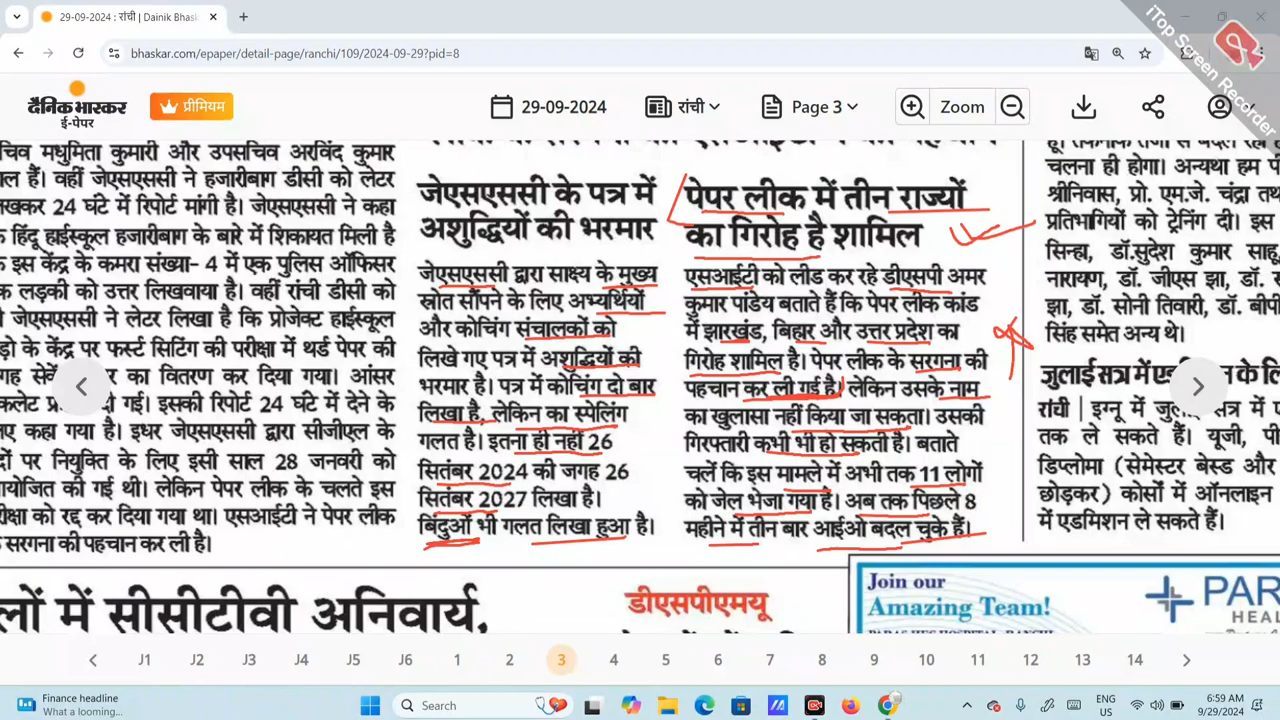 29-09-2024 : रांची | Dainik Bhask
bhaskar.com/epaper/detail-page/ranchi/109/2024-09-29?pid=8
iTop Screen Recorder
दैनिक भास्कर
ई-पेपर
प्रीमियम
29-09-2024
रांची
Page 3
Zoom
चिव मधुमिता कुमारी और उपसचिव अरविंद कुमार
ल हैं। वहीं जेएसएससी ने हजारीबाग डीसी को लेटर
खकर 24 घंटे में रिपोर्ट मांगी है। जेएसएससी ने कहा
हिंदू हाईस्कूल हजारीबाग के बारे में शिकायत मिली है
इस केंद्र के कमरा संख्या- 4 में एक पुलिस ऑफिसर
लड़की को उत्तर लिखवाया है। वहीं रांची डीसी को
जेएसएससी ने लेटर लिखा है कि प्रोजेक्ट हाईस्कूल
के केंद्र पर फर्स्ट सिटिंग की परीक्षा में थर्ड पेपर की
का वितरण कर दिया गया। आंसर
दी गई। इसकी रिपोर्ट 24 घंटे में देने के
कहा गया है। इधर जेएसएससी द्वारा सीजीएल के
पर नियुक्ति के लिए इसी साल 28 जनवरी को
की गई थी। लेकिन पेपर लीक के चलते इस
को रद्द कर दिया गया था। एसआईटी ने पेपर लीक
सरगना की पहचान कर ली है।
जेएसएससी के पत्र में
अशुद्धियों की भरमार
जेएसएससी द्वारा साक्ष्य के मुख्य
स्रोत सौंपने के लिए अभ्यर्थियों
और कोचिंग संचालकों को
लिखे गए पत्र में अशुद्धियों की
भरमार है। पत्र में कोचिंग दो बार
लिखा है, लेकिन का स्पेलिंग
गलत है। इतना ही नहीं 26
सितंबर 2024 की जगह 26
सितंबर 2027 लिखा है।
बिंदुओं भी गलत लिखा हुआ है।
पेपर लीक में तीन राज्यों
का गिरोह है शामिल
एसआईटी को लीड कर रहे डीएसपी अमर
कुमार पांडेय बताते हैं कि पेपर लीक कांड
में झारखंड, बिहार और उत्तर प्रदेश का
गिरोह शामिल है। पेपर लीक के सरगना की
पहचान कर ली गई है। लेकिन उसके नाम
का खुलासा नहीं किया जा सकता। उसकी
गिरफ्तारी कभी भी हो सकती है। बताते
चलें कि इस मामले में अभी तक 11 लोगों
को जेल भेजा गया है। अब तक पिछले 8
महीने में तीन बार आईओ बदल चुके हैं।
चलना ही होगा। अन्यथा हम
श्रीनिवास, प्रो. एम.जे. चंद्रा तथ
प्रतिभागियों को ट्रेनिंग दी। इस
सिन्हा, डॉ.सुदेश कुमार साहू
नारायण, डॉ. जीएस झा, डॉ.
झा, डॉ. सोनी तिवारी, डॉ. बीपी
सिंह समेत अन्य थे।
जुलाई सत्र में के लि
रांची | इग्नू में सत्र में ए
तक ले सकते हैं। यूजी, पी
डिप्लोमा (सेमेस्टर बेस्ड और
छोड़कर) कोर्सों में ऑनलाइन
में एडमिशन ले सकते हैं।
लों में सीसीटीवी अनिवार्य,
डीएसपीएमयू
Join our
Amazing Team!
PARAS HEC HOSPITAL, RANCHI
PAR
HEAL
J1 J2 J3 J4 J5 J6 1 2 3 4 5 6 7 8 9 10 11 12 13 14
Finance headline
What a looming...
Search
ENG
US
6:59 AM
9/29/2024